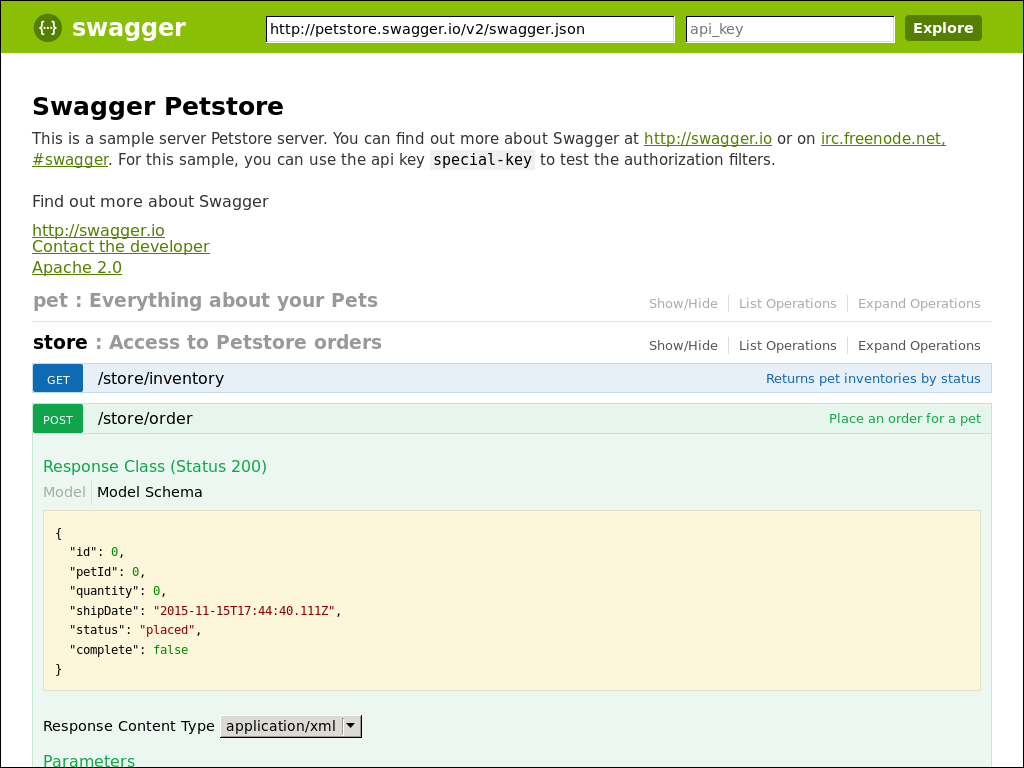 {···} swagger http://petstore.swagger.io/v2/swagger.json api_key Explore
Swagger Petstore
This is a sample server Petstore server. You can find out more about Swagger at http://swagger.io or on irc.freenode.net,
#swagger. For this sample, you can use the api key special-key to test the authorization filters.
Find out more about Swagger
http://swagger.io
Contact the developer
Apache 2.0
pet : Everything about your Pets Show/Hide List Operations Expand Operations
store : Access to Petstore orders Show/Hide List Operations Expand Operations
GET /store/inventory Returns pet inventories by status
POST /store/order Place an order for a pet
Response Class (Status 200)
Model Model Schema
{
"id": 0,
"petId": 0,
"quantity": 0,
"shipDate": "2015-11-15T17:44:40.111Z",
"status": "placed",
"complete": false
}
Response Content Type application/xml
Parameters